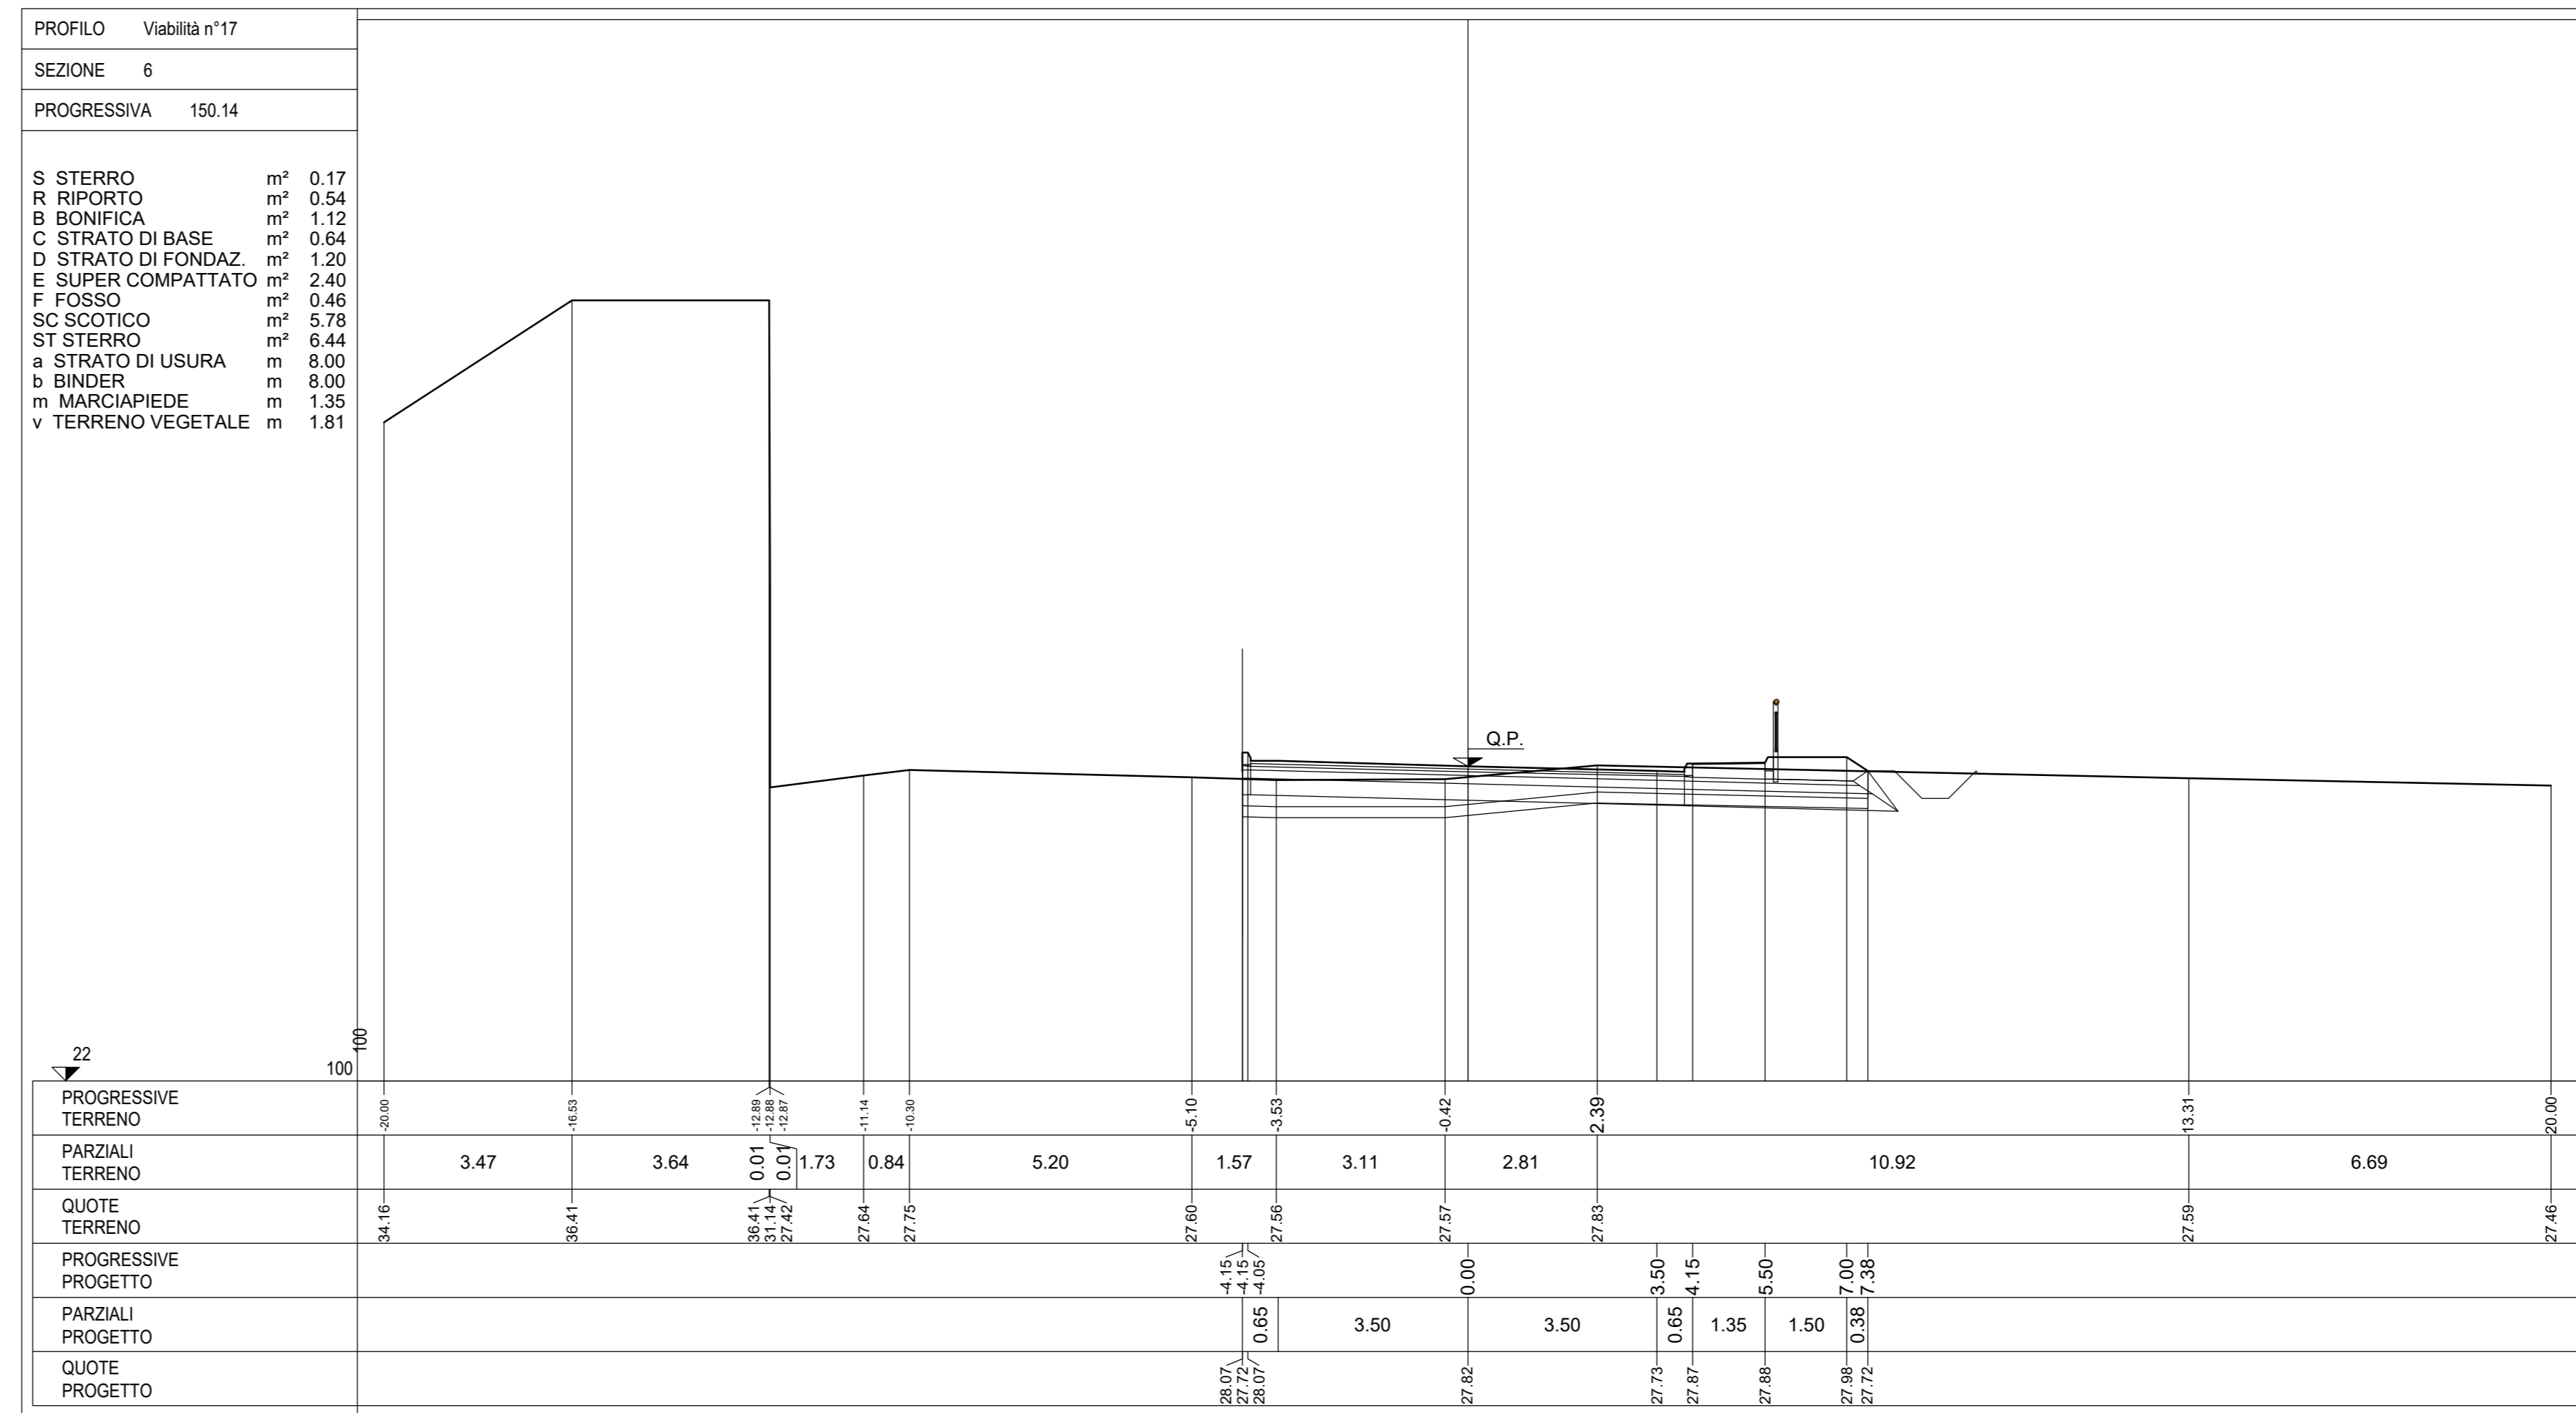 PROFILO Viabilità n°17
SEZIONE 6
PROGRESSIVA 150.14
S STERRO m² 0.17
R RIPORTO m² 0.54
B BONIFICA m² 1.12
C STRATO DI BASE m² 0.64
D STRATO DI FONDAZ. m² 1.20
E SUPER COMPATTATO m² 2.40
F FOSSO m² 0.46
SC SCOTICO m² 5.78
ST STERRO m² 6.44
a STRATO DI USURA m 8.00
b BINDER m 8.00
m MARCIAPIEDE m 1.35
v TERRENO VEGETALE m 1.81
Q.P.
22
100
100
PROGRESSIVE
TERRENO
-20.00 -16.53 -12.89 -12.88 -12.87 -11.14 -10.30 -5.10 -3.53 -0.42 2.39 13.31 20.00
PARZIALI
TERRENO
3.47 3.64 0.01 0.01 1.73 0.84 5.20 1.57 3.11 2.81 10.92 6.69
QUOTE
TERRENO
34.16 36.41 36.41 31.14 27.42 27.64 27.75 27.60 27.56 27.57 27.83 27.59 27.46
PROGRESSIVE
PROGETTO
-4.15 -4.15 -4.05 0.00 3.50 4.15 5.50 7.00 7.38
PARZIALI
PROGETTO
0.65 3.50 3.50 0.65 1.35 1.50 0.38
QUOTE
PROGETTO
28.07 27.72 28.07 27.82 27.73 27.87 27.88 27.98 27.72